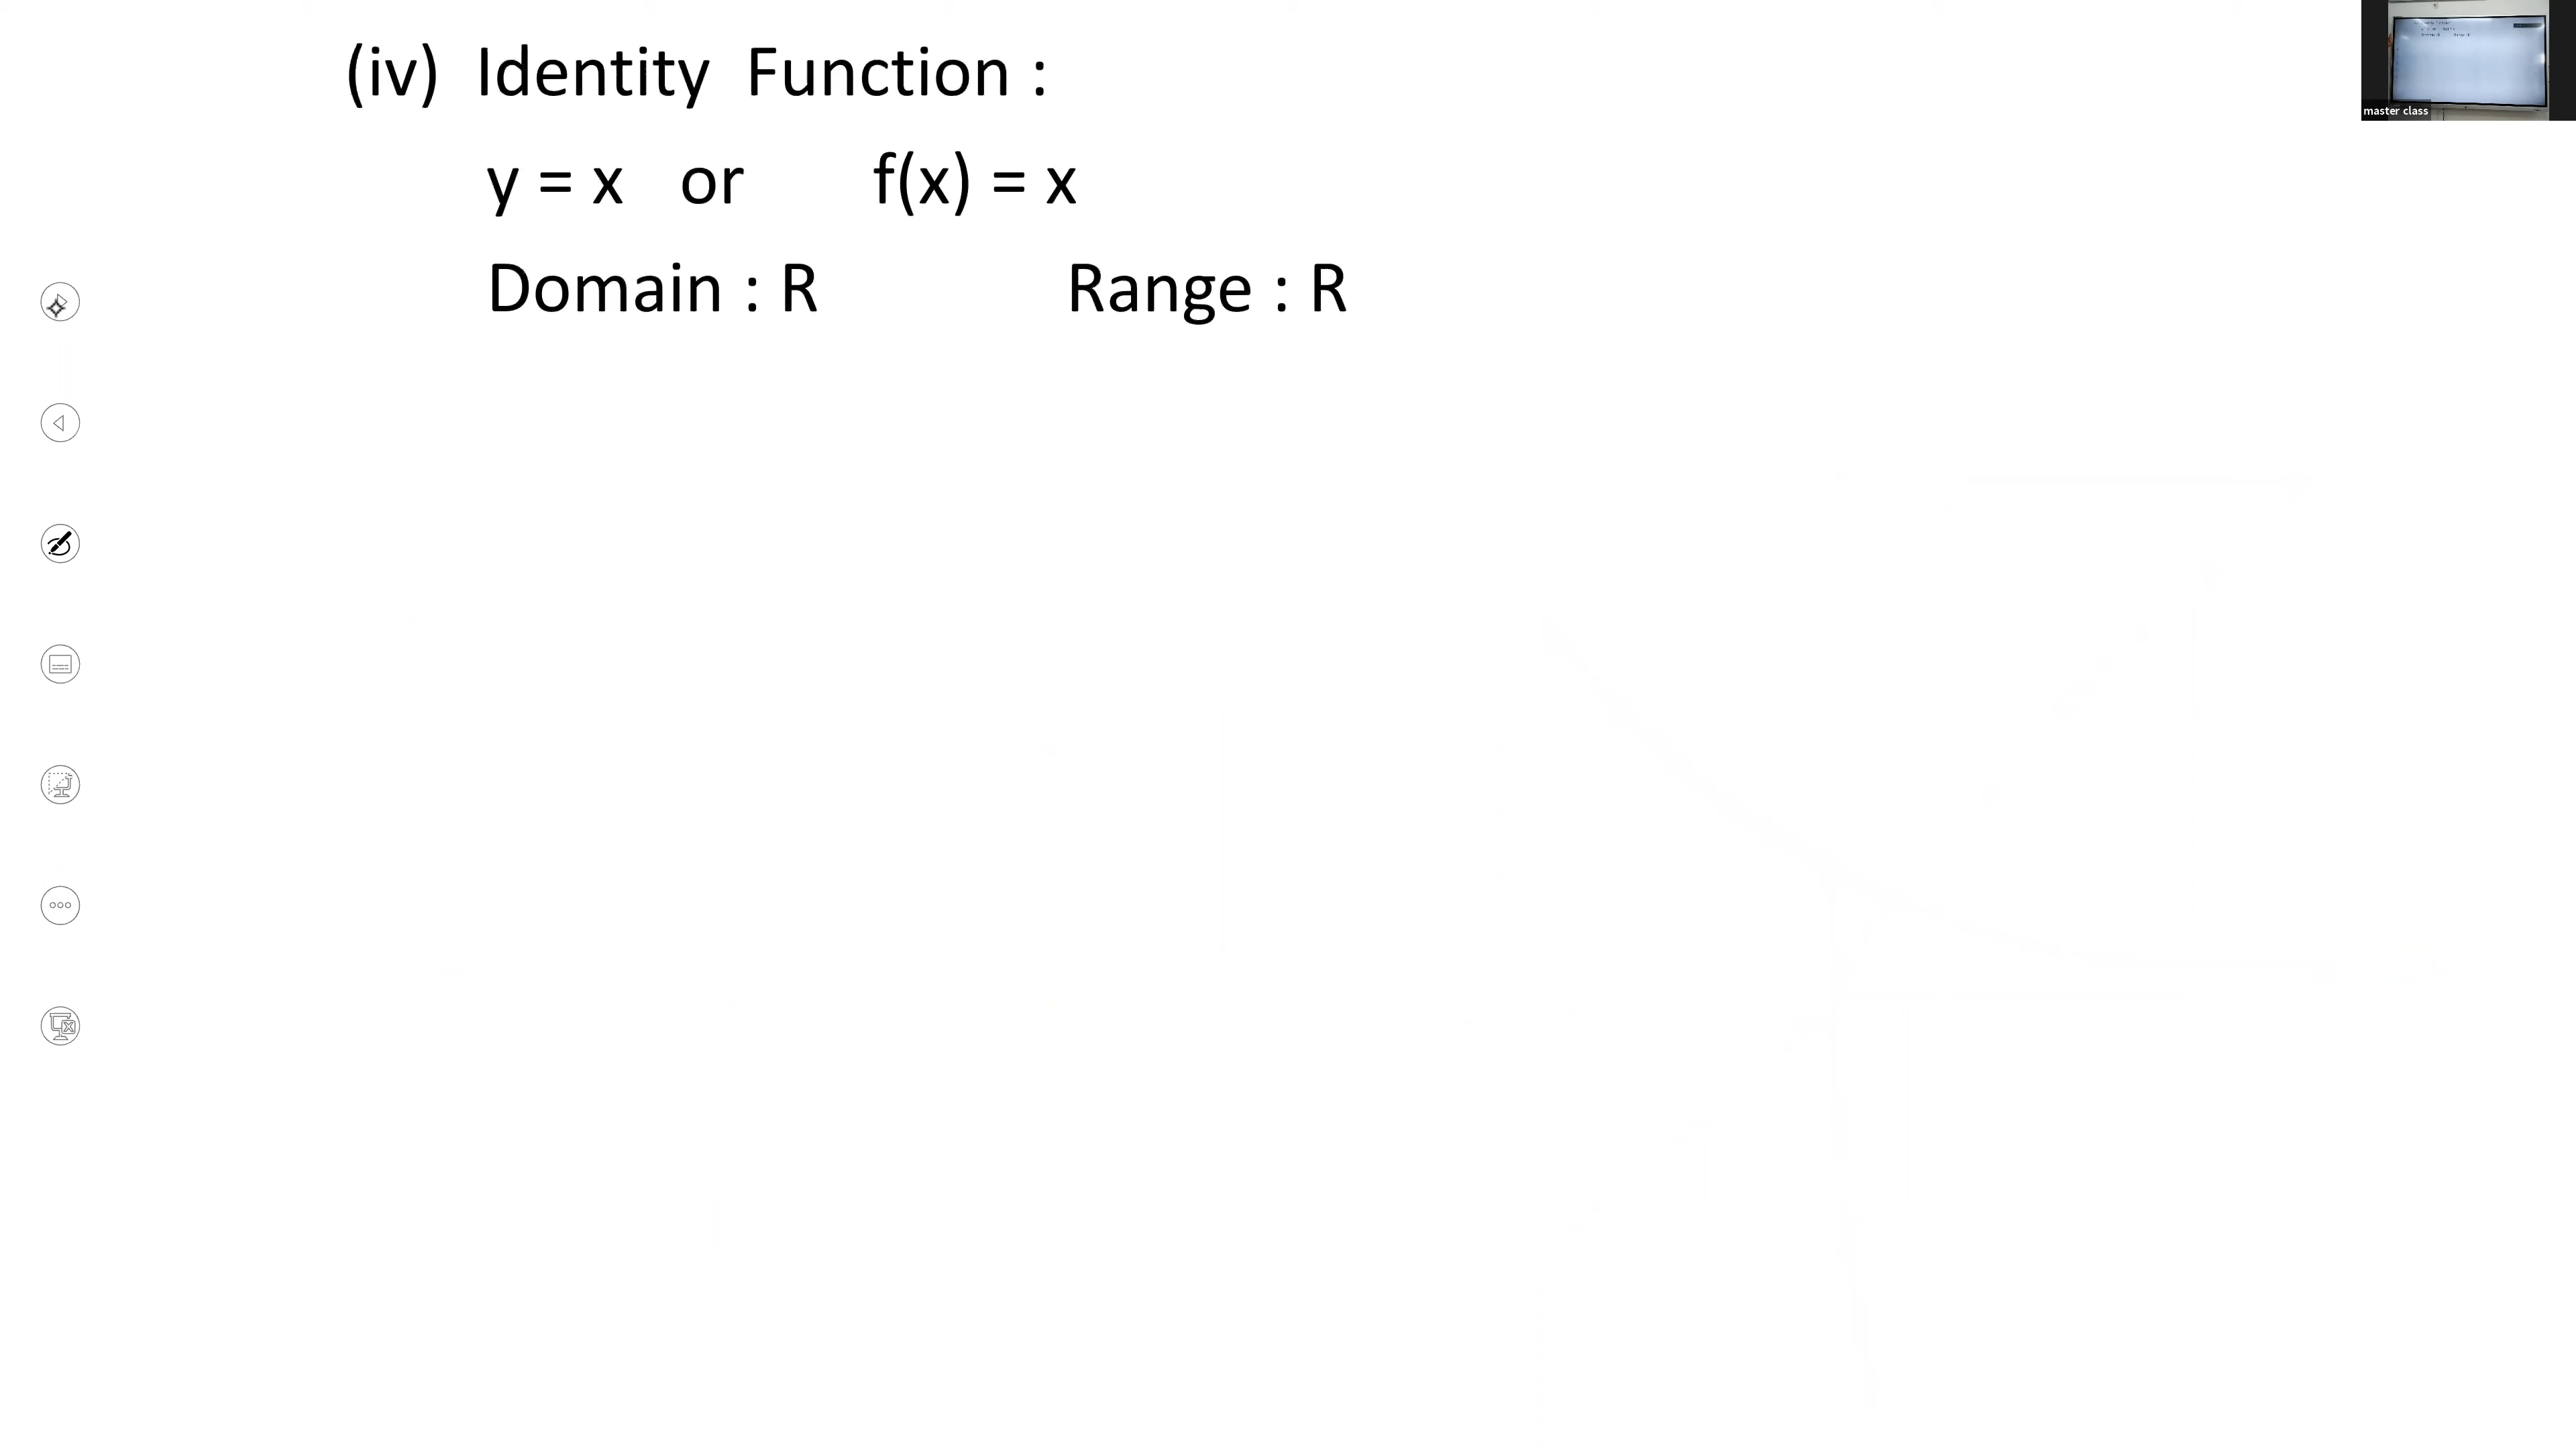 (iv) Identity Function :
y = x or f(x) = x
Domain : R Range : R
master class